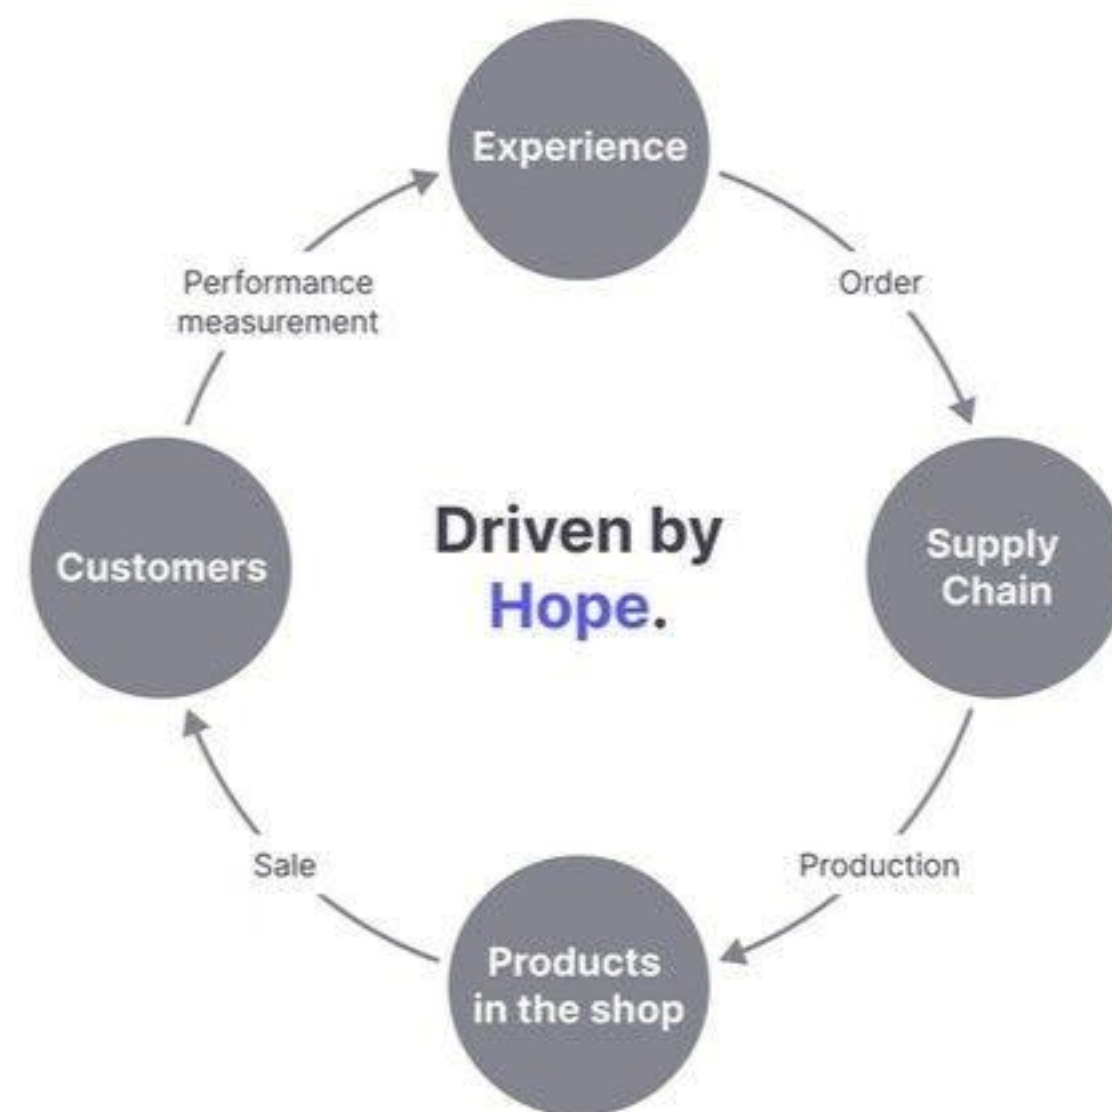 Experience
Order
Performance
measurement
Supply
Chain
Customers
Driven by
Hope.
Sale
Production
Products
in the shop